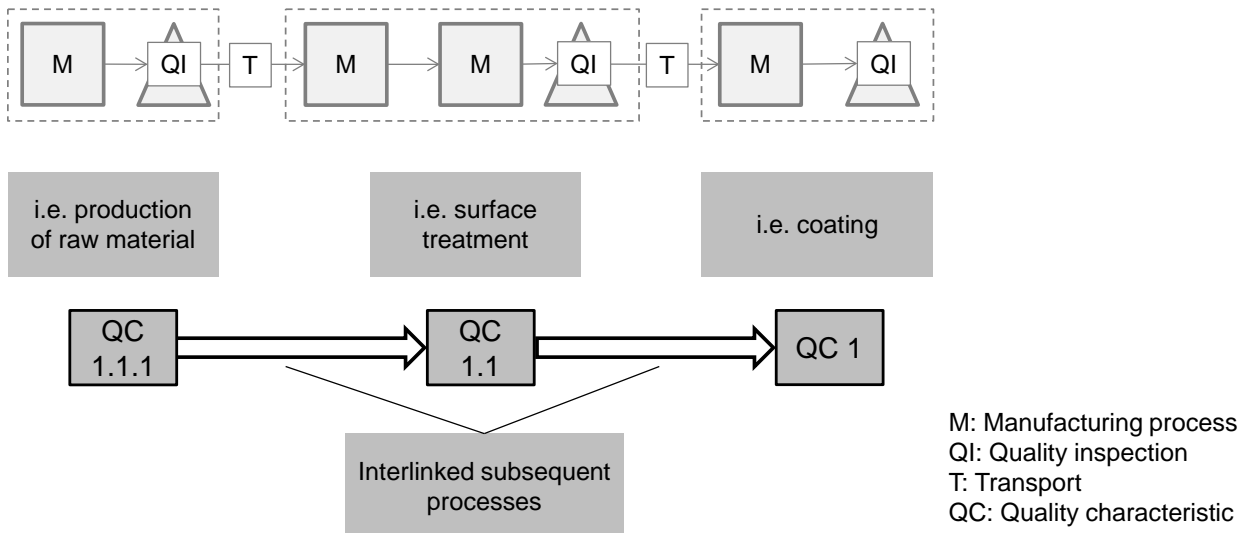 M
QI
T
M
M
QI
T
M
QI
i.e. production
of raw material
i.e. surface
treatment
i.e. coating
QC
1.1.1
QC
1.1
QC 1
Interlinked subsequent
processes
M: Manufacturing process
QI: Quality inspection
T: Transport
QC: Quality characteristic